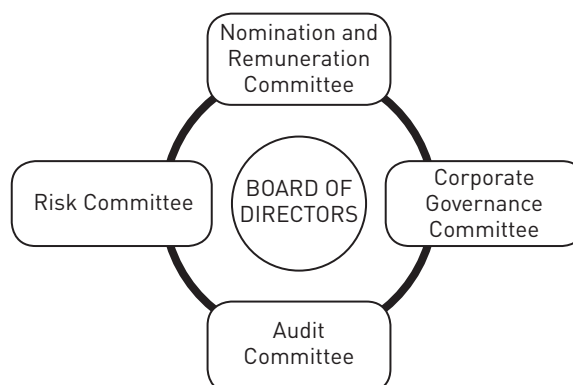 Nomination and
Remuneration
Committee
Risk Committee
BOARD OF
DIRECTORS
Corporate
Governance
Committee
Audit
Committee